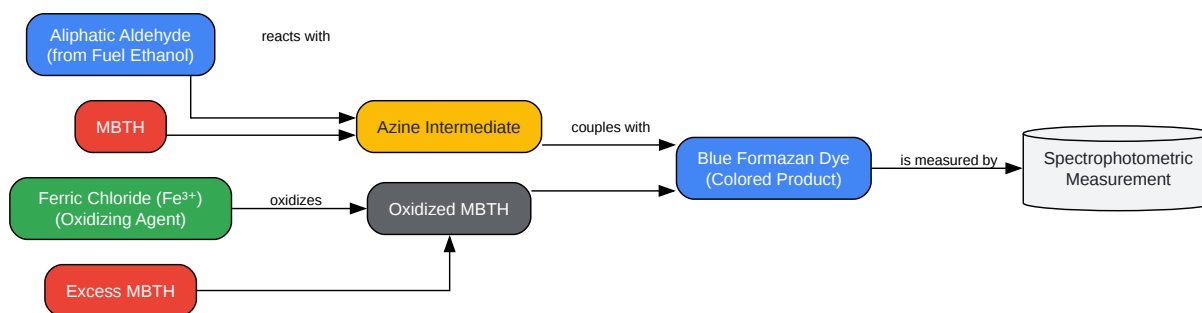 Aliphatic Aldehyde
(from Fuel Ethanol)
reacts with
MBTH
Azine Intermediate
couples with
Blue Formazan Dye
(Colored Product)
is measured by
Spectrophotometric
Measurement
Ferric Chloride (Fe³⁺)
(Oxidizing Agent)
oxidizes
Oxidized MBTH
Excess MBTH